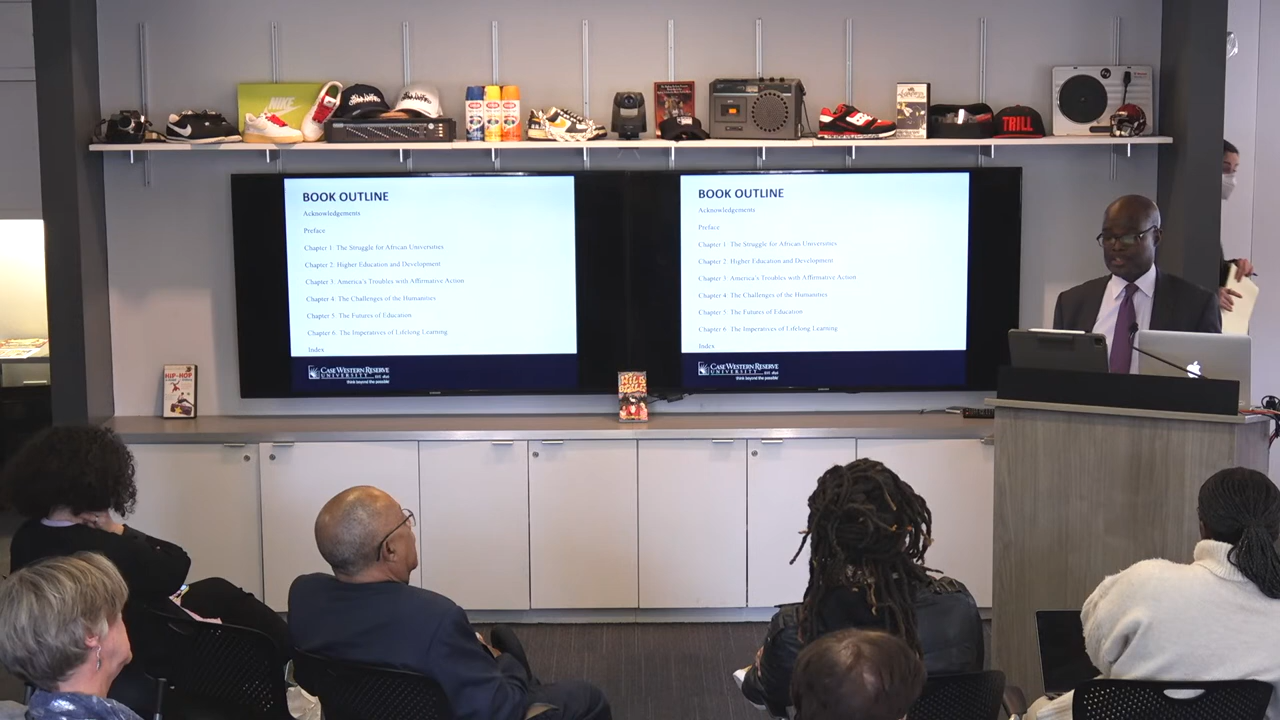 NIKE
TRILL
BOOK OUTLINE
Acknowledgements
Preface
Chapter 1: The Struggle for African Universities
Chapter 2: Higher Education and Development
Chapter 3: America's Troubles with Affirmative Action
Chapter 4: The Challenges of the Humanities
Chapter 5: The Futures of Education
Chapter 6: The Imperatives of Lifelong Learning
Index
CASE WESTERN RESERVE
UNIVERSITY EST. 1826
think beyond the possible
BOOK OUTLINE
Acknowledgements
Preface
Chapter 1: The Struggle for African Universities
Chapter 2: Higher Education and Development
Chapter 3: America's Troubles with Affirmative Action
Chapter 4: The Challenges of the Humanities
Chapter 5: The Futures of Education
Chapter 6: The Imperatives of Lifelong Learning
Index
CASE WESTERN RESERVE
UNIVERSITY EST. 1826
think beyond the possible
HIP-HOP